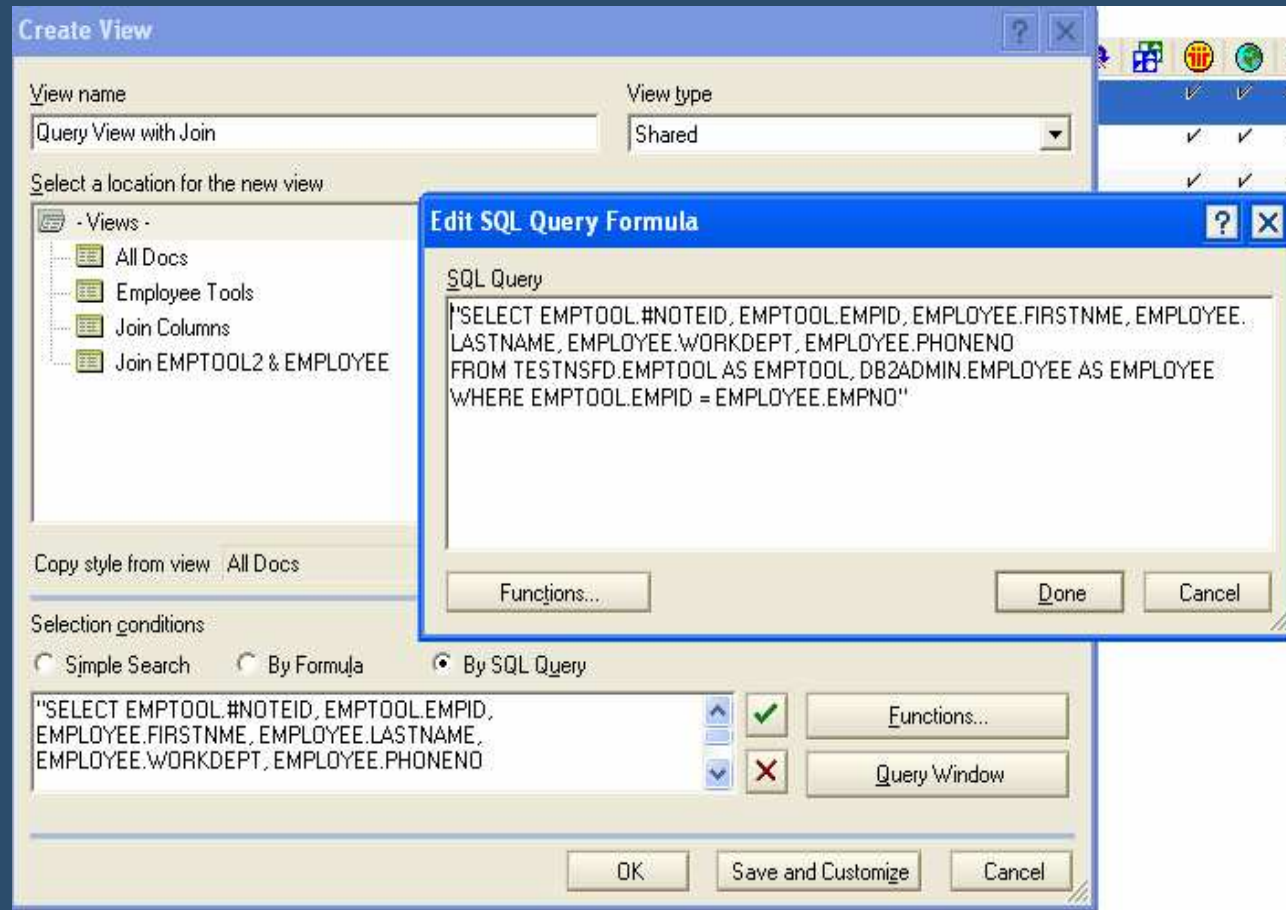 Create View
View name
View type
Query View with Join
Shared
Select a location for the new view
- Views -
All Docs
Employee Tools
Join Columns
Join EMPTOOL2 & EMPLOYEE
Copy style from view All Docs
Selection conditions
Simple Search By Formula By SQL Query
"SELECT EMPTOOL.#NOTEID, EMPTOOL.EMPID,
EMPLOYEE.FIRSTNME, EMPLOYEE.LASTNAME,
EMPLOYEE.WORKDEPT, EMPLOYEE.PHONENO
Functions...
Query Window
OK Save and Customize Cancel
Edit SQL Query Formula
SQL Query
"SELECT EMPTOOL.#NOTEID, EMPTOOL.EMPID, EMPLOYEE.FIRSTNME, EMPLOYEE.
LASTNAME, EMPLOYEE.WORKDEPT, EMPLOYEE.PHONENO
FROM TESTNSFD.EMPTOOL AS EMPTOOL, DB2ADMIN.EMPLOYEE AS EMPLOYEE
WHERE EMPTOOL.EMPID = EMPLOYEE.EMPNO"
Functions... Done Cancel